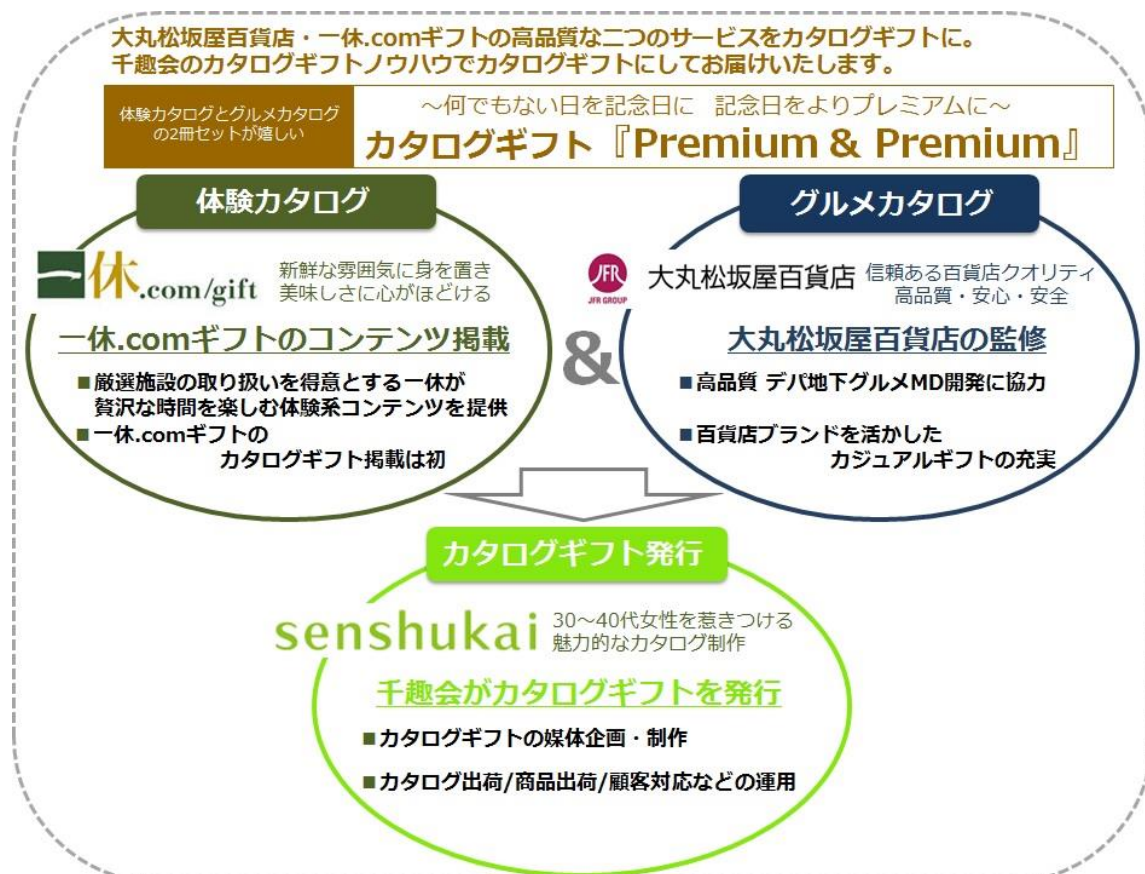 大丸松坂屋百貨店・一休.comギフトの高品質な二つのサービスをカタログギフトに。
千趣会のカタログギフトノウハウでカタログギフトにしてお届けいたします。
体験カタログとグルメカタログ
の2冊セットが嬉しい
～何でもない日を記念日に　記念日をよりプレミアムに～
カタログギフト『Premium & Premium』
体験カタログ
一休.com/gift
新鮮な雰囲気に身を置き
美味しさに心がほどける
一休.comギフトのコンテンツ掲載
■厳選施設の取り扱いを得意とする一休が
贅沢な時間を楽しむ体験系コンテンツを提供
■一休.comギフトの
カタログギフト掲載は初
&
グルメカタログ
JFR
JFR GROUP
大丸松坂屋百貨店
信頼ある百貨店クオリティ
高品質・安心・安全
大丸松坂屋百貨店の監修
■高品質 デパ地下グルメMD開発に協力
■百貨店ブランドを活かした
カジュアルギフトの充実
カタログギフト発行
senshukai
30～40代女性を惹きつける
魅力的なカタログ制作
千趣会がカタログギフトを発行
■カタログギフトの媒体企画・制作
■カタログ出荷/商品出荷/顧客対応などの運用